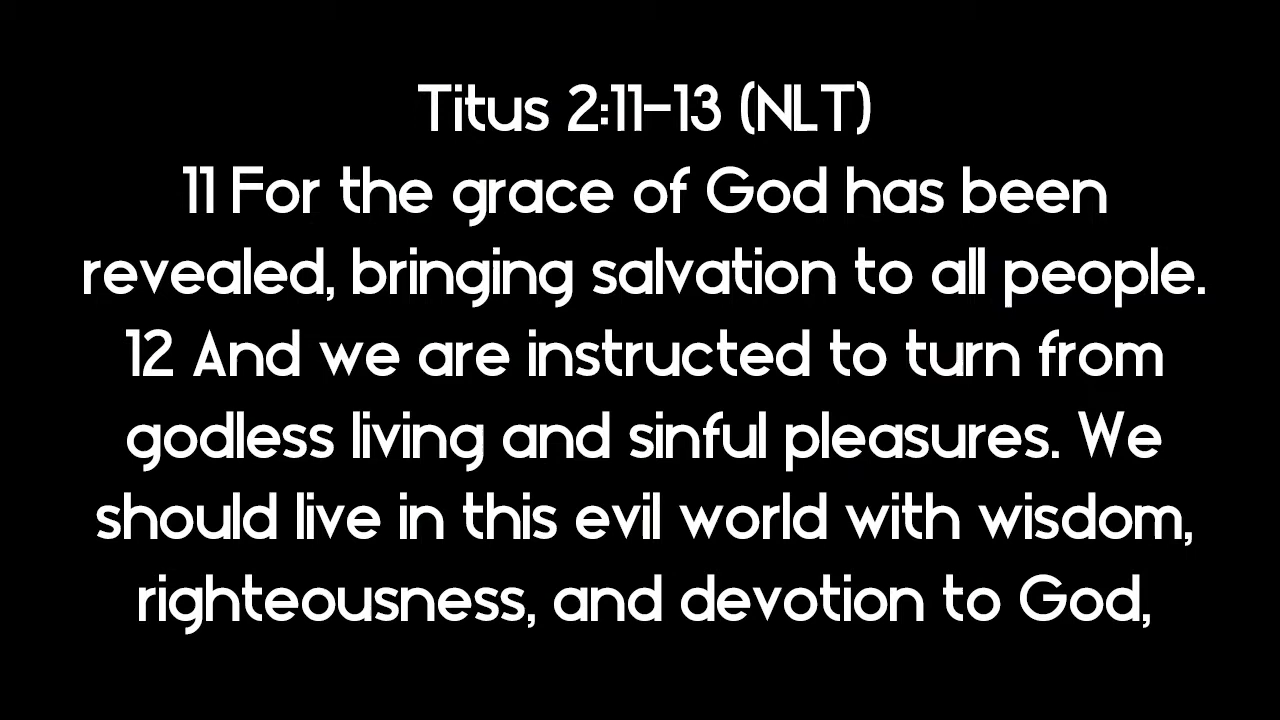 Titus 2:11-13 (NLT)
11 For the grace of God has been
revealed, bringing salvation to all people.
12 And we are instructed to turn from
godless living and sinful pleasures. We
should live in this evil world with wisdom,
righteousness, and devotion to God,